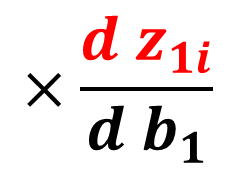 × d z₁ᵢ
d b₁